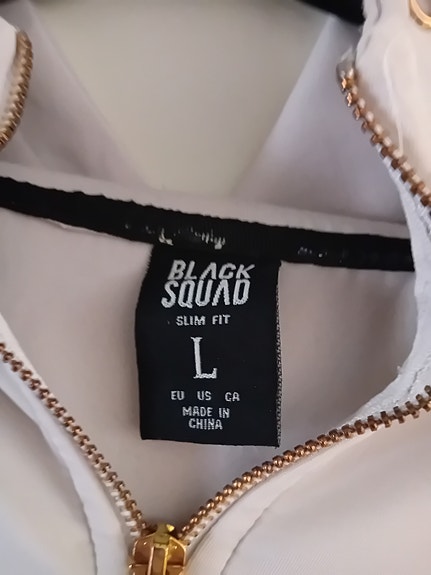 BLACK
SQUAD
SLIM FIT
L
EU US CA
MADE IN
CHINA